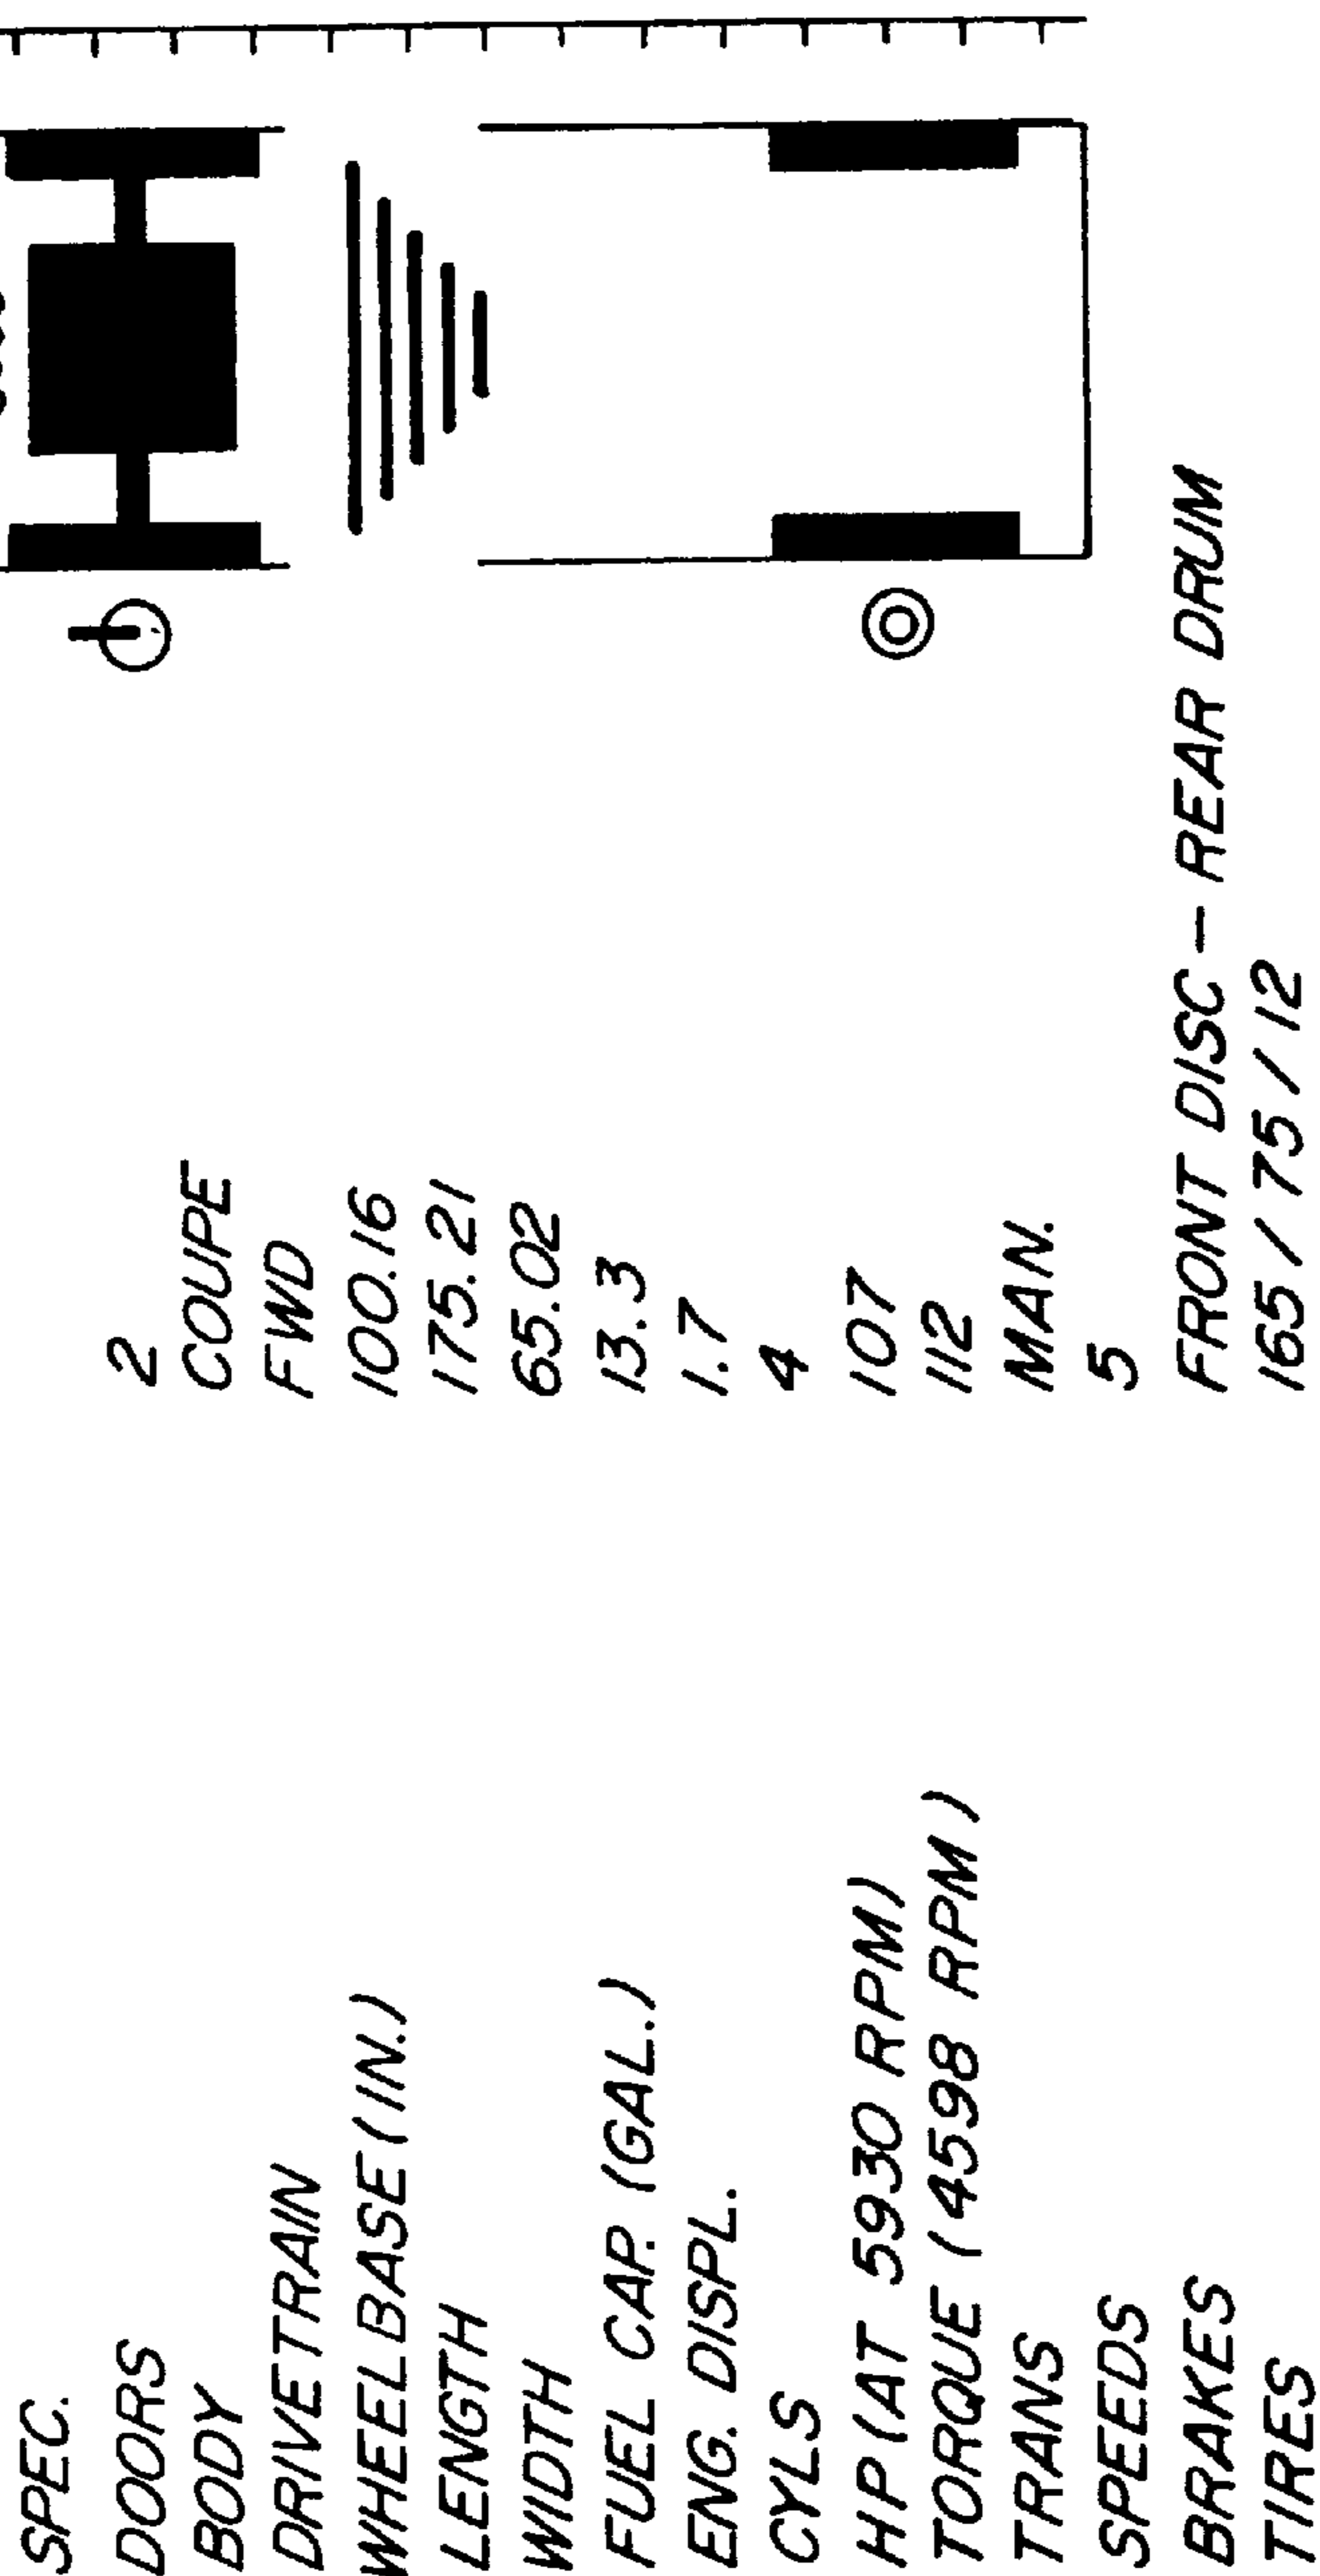 SPEC.
DOORS 2
BODY COUPE
DRIVETRAIN FWD
WHEELBASE (IN.) 100.16
LENGTH 175.21
WIDTH 65.02
FUEL CAP. (GAL.) 13.3
ENG. DISPL. 1.7
CYLS 4
HP (AT 5930 RPM) 107
TORQUE (4598 RPM) 112
TRANS MAN.
SPEEDS 5
BRAKES FRONT DISC - REAR DRUM
TIRES 165 / 75 / 12